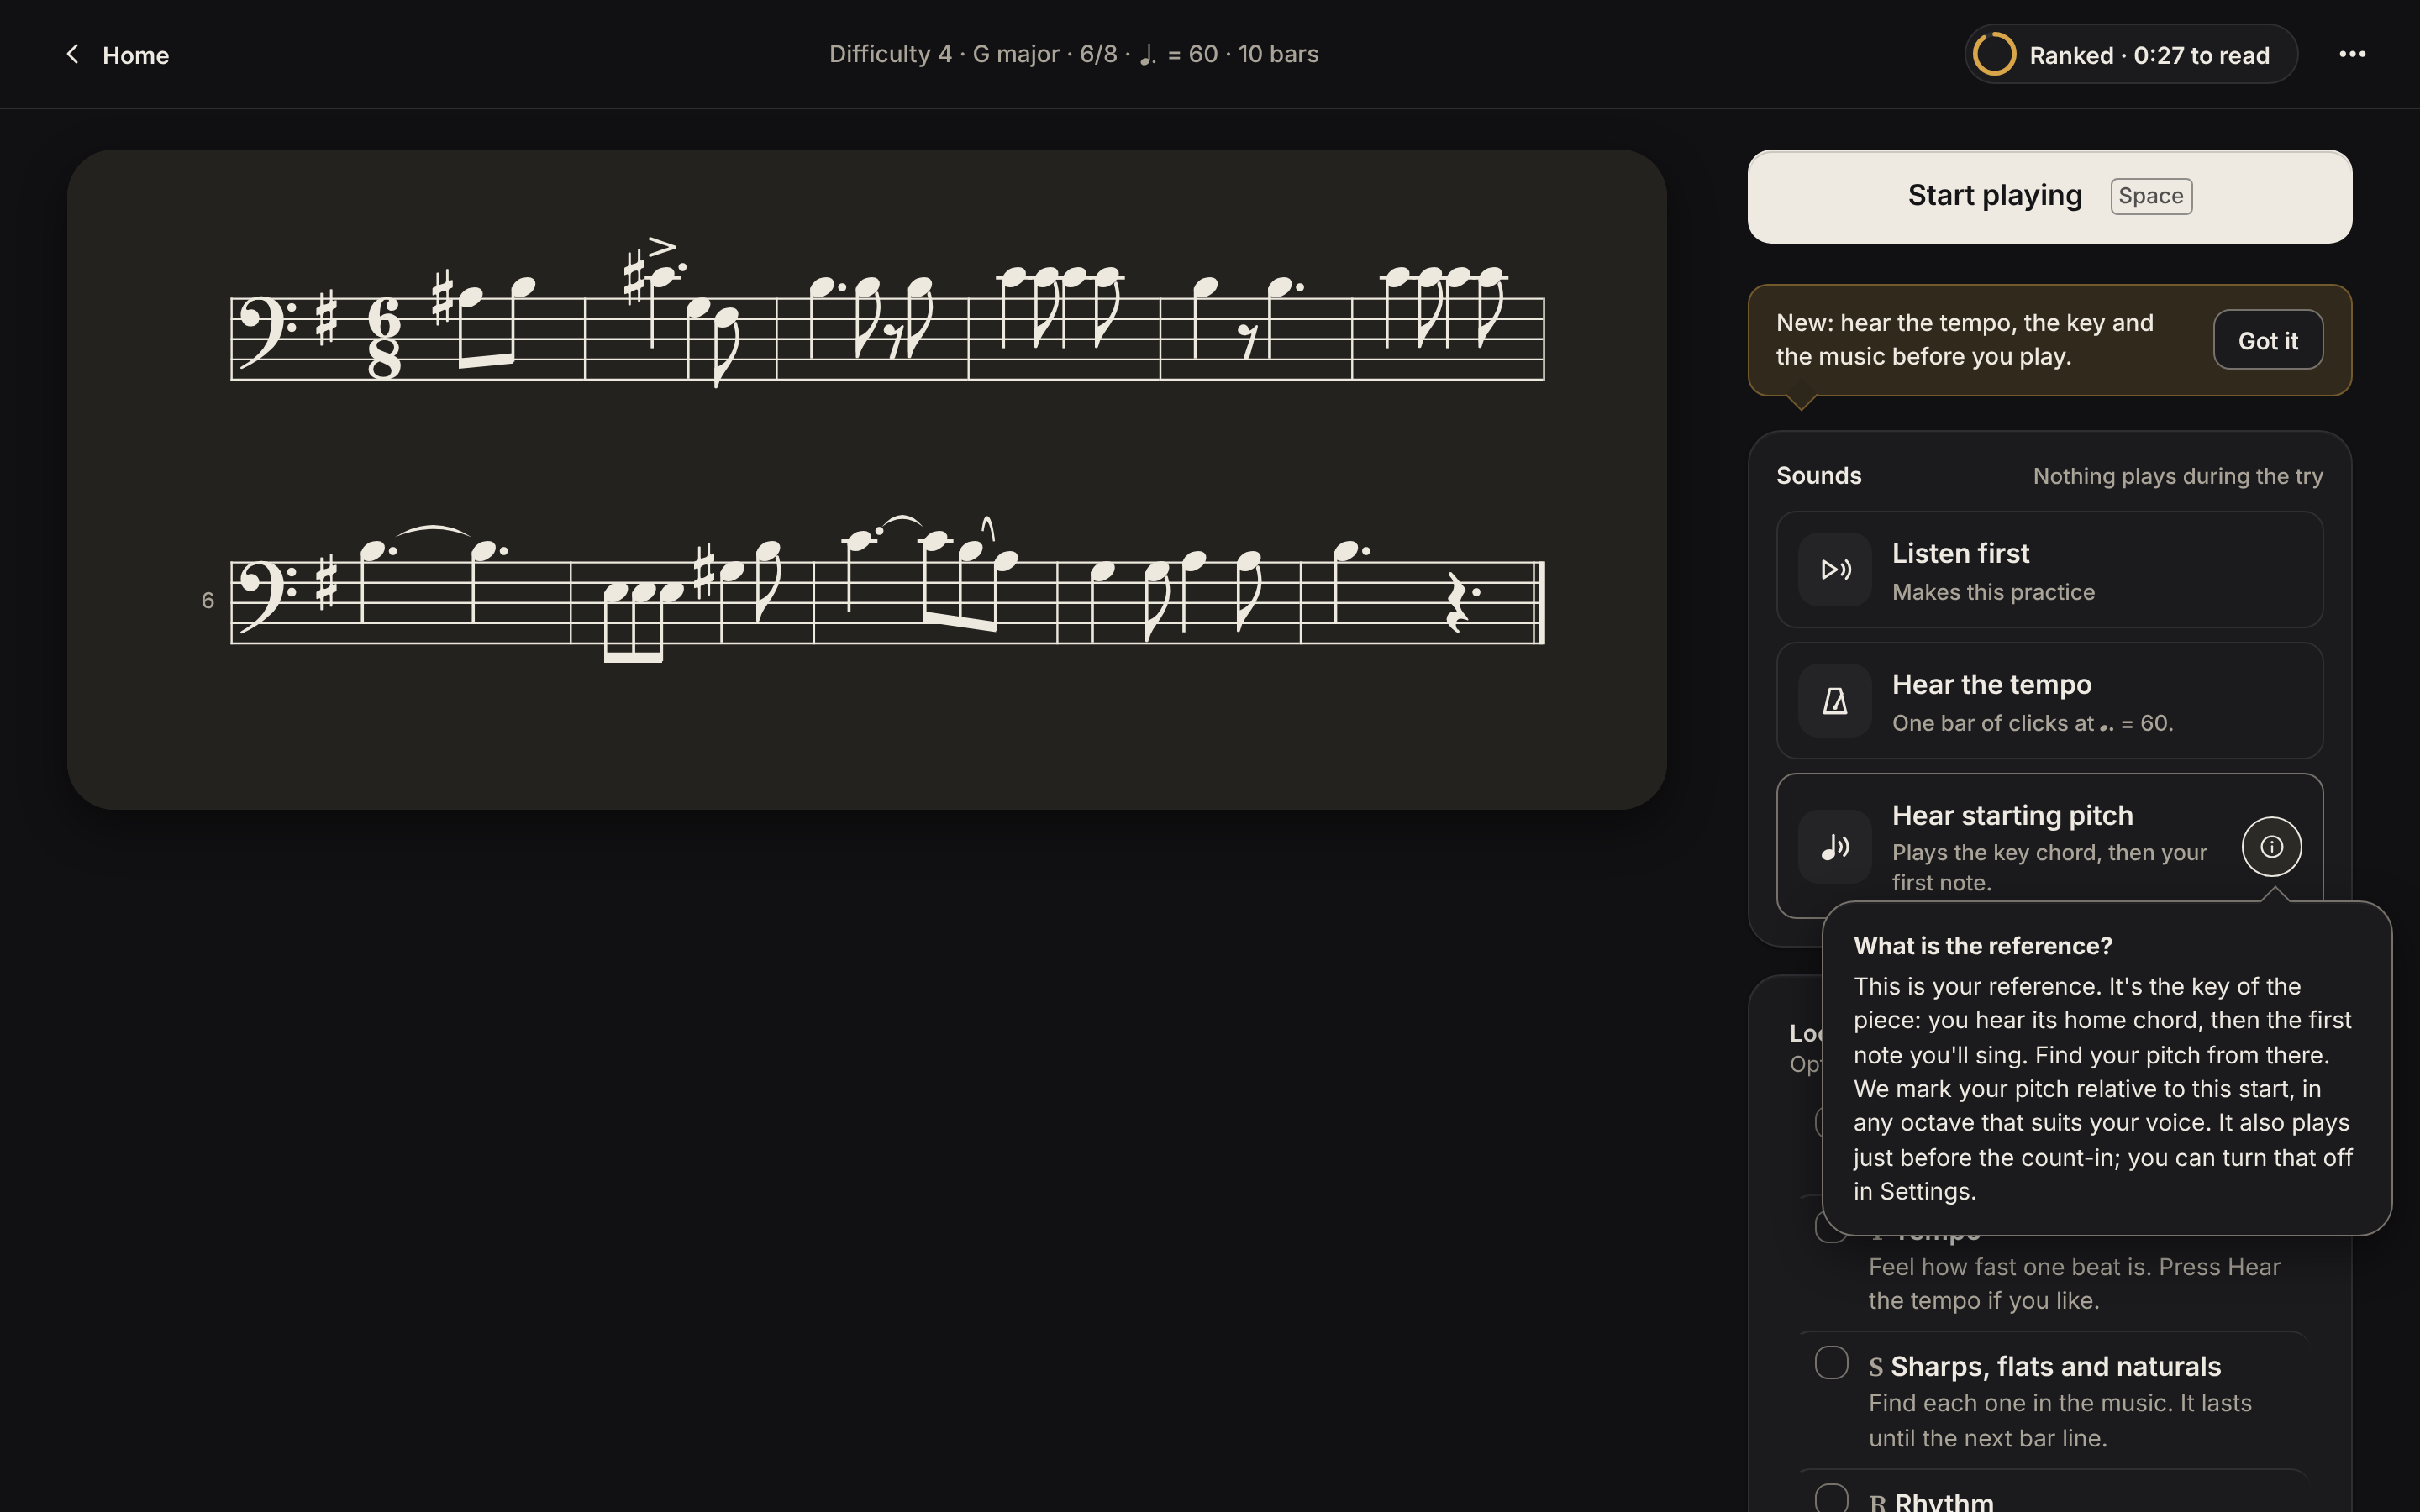 Home
Difficulty 4 · G major · 6/8 · ♩. = 60 · 10 bars
Ranked · 0:27 to read
Start playing Space
New: hear the tempo, the key and
the music before you play.
Got it
Sounds
Nothing plays during the try
Listen first
Makes this practice
Hear the tempo
One bar of clicks at ♩. = 60.
Hear starting pitch
Plays the key chord, then your
first note.
What is the reference?
This is your reference. It's the key of the
piece: you hear its home chord, then the first
note you'll sing. Find your pitch from there.
We mark your pitch relative to this start, in
any octave that suits your voice. It also plays
just before the count-in; you can turn that off
in Settings.
6
8
6
Tempo
Feel how fast one beat is. Press Hear
the tempo if you like.
S Sharps, flats and naturals
Find each one in the music. It lasts
until the next bar line.
R Rhythm